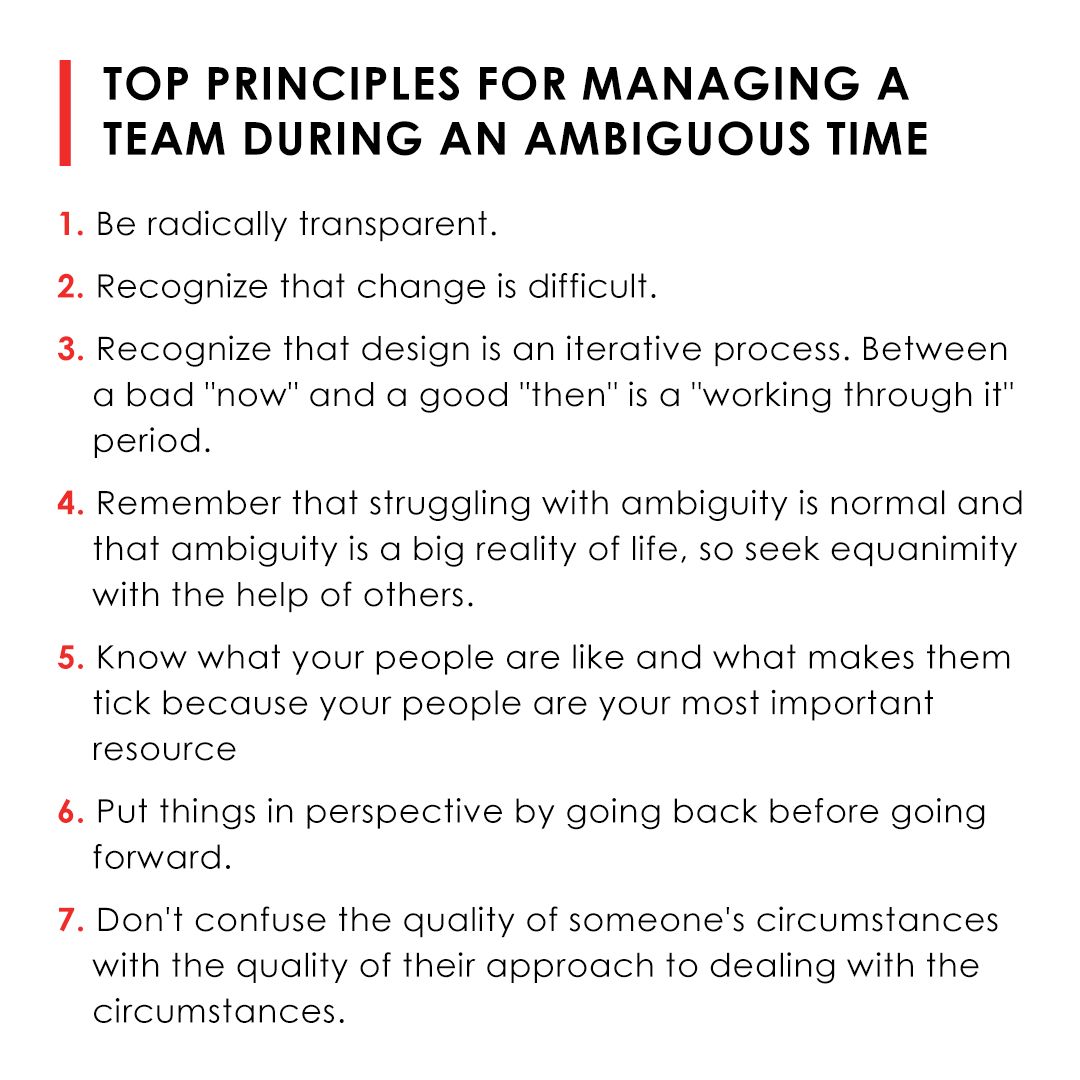 TOP PRINCIPLES FOR MANAGING A
TEAM DURING AN AMBIGUOUS TIME
1. Be radically transparent.
2. Recognize that change is difficult.
3. Recognize that design is an iterative process. Between
a bad "now" and a good "then" is a "working through it"
period.
4. Remember that struggling with ambiguity is normal and
that ambiguity is a big reality of life, so seek equanimity
with the help of others.
5. Know what your people are like and what makes them
tick because your people are your most important
resource
6. Put things in perspective by going back before going
forward.
7. Don't confuse the quality of someone's circumstances
with the quality of their approach to dealing with the
circumstances.